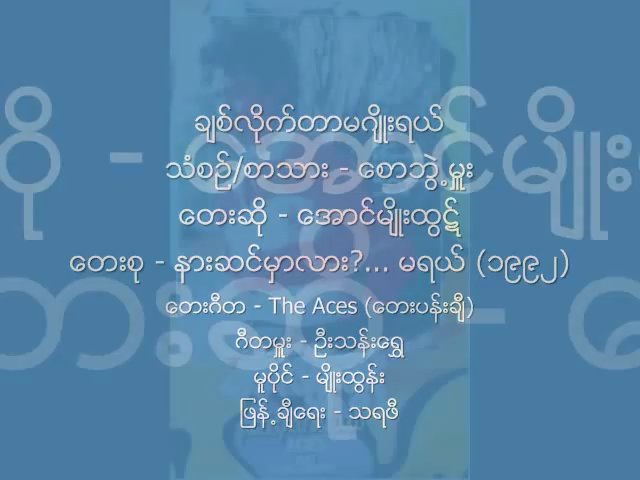 ချစ်လိုက်တာမဂျိုးရယ်
သံစဉ်/စာသား - စောဘွဲ့မှူး
တေးဆို - အောင်မျိုးထွဋ်
တေးစု - နားဆင်မှာလား?... မရယ် (၁၉၉၂)
တေးဂီတ - The Aces (တေးပန်းချီ)
ဂီတမှူး - ဦးသန်းရွှေ
မူပိုင် - မျိုးထွန်း
ဖြန့်ချီရေး - သရဖီ